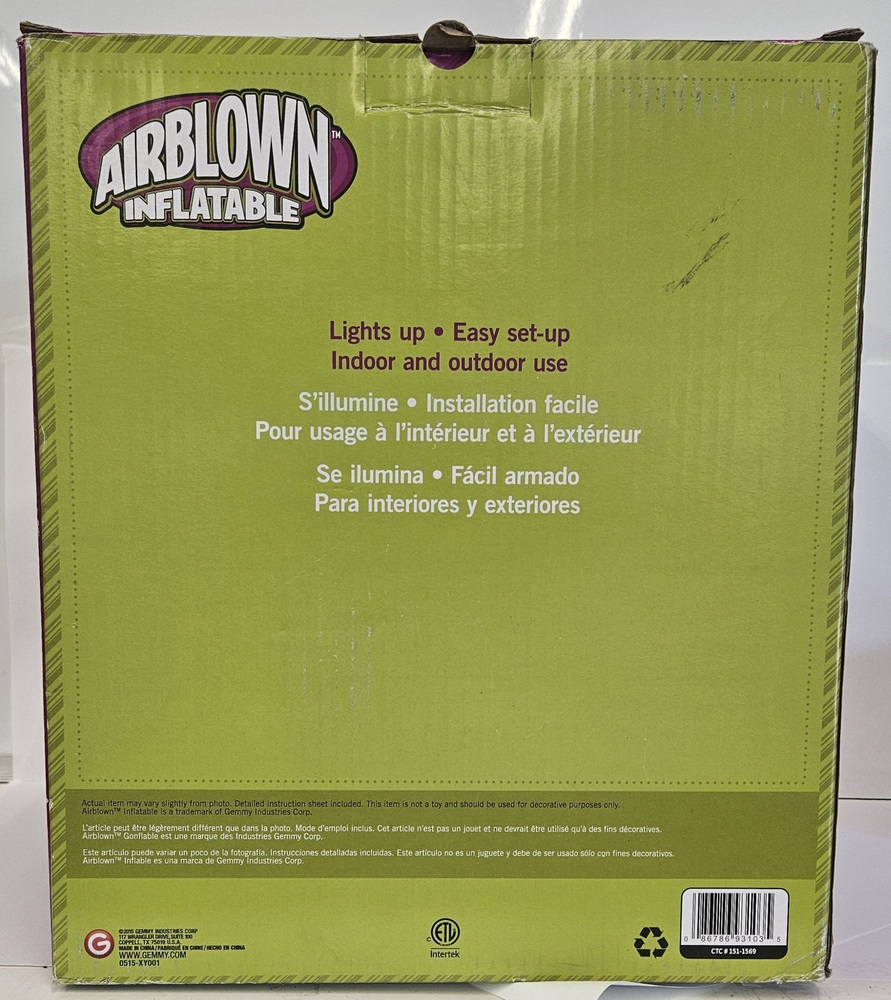 AIRBLOWN™
INFLATABLE
Lights up • Easy set-up
Indoor and outdoor use
S'illumine • Installation facile
Pour usage à l'intérieur et à l'extérieur
Se ilumina • Fácil armado
Para interiores y exteriores
Actual item may vary slightly from photo. Detailed instruction sheet included. This item is not a toy and should be used for decorative purposes only.
Airblown™ Inflatable is a trademark of Gemmy Industries Corp.
L'article peut être légèrement différent que dans la photo. Mode d'emploi inclus. Cet article n'est pas un jouet et ne devrait être utilisé qu'à des fins décoratives.
Airblown™ Gonflable est une marque des Industries Gemmy Corp.
Este artículo puede variar un poco de la fotografía. Instrucciones detalladas incluidas. Este artículo no es un juguete y debe de ser usado sólo con fines decorativos.
Airblown™ Inflable es una marca de Gemmy Industries Corp.
G
©2015 GEMMY INDUSTRIES CORP
117 WRANGLER DRIVE, SUITE 100
COPPELL, TX 75019 U.S.A.
MADE IN CHINA / FABRIQUÉ EN CHINE / HECHO EN CHINA
WWW.GEMMY.COM
0515-XY001
C ETL
Intertek
0 86786 93103 5
CTC # 151-1569